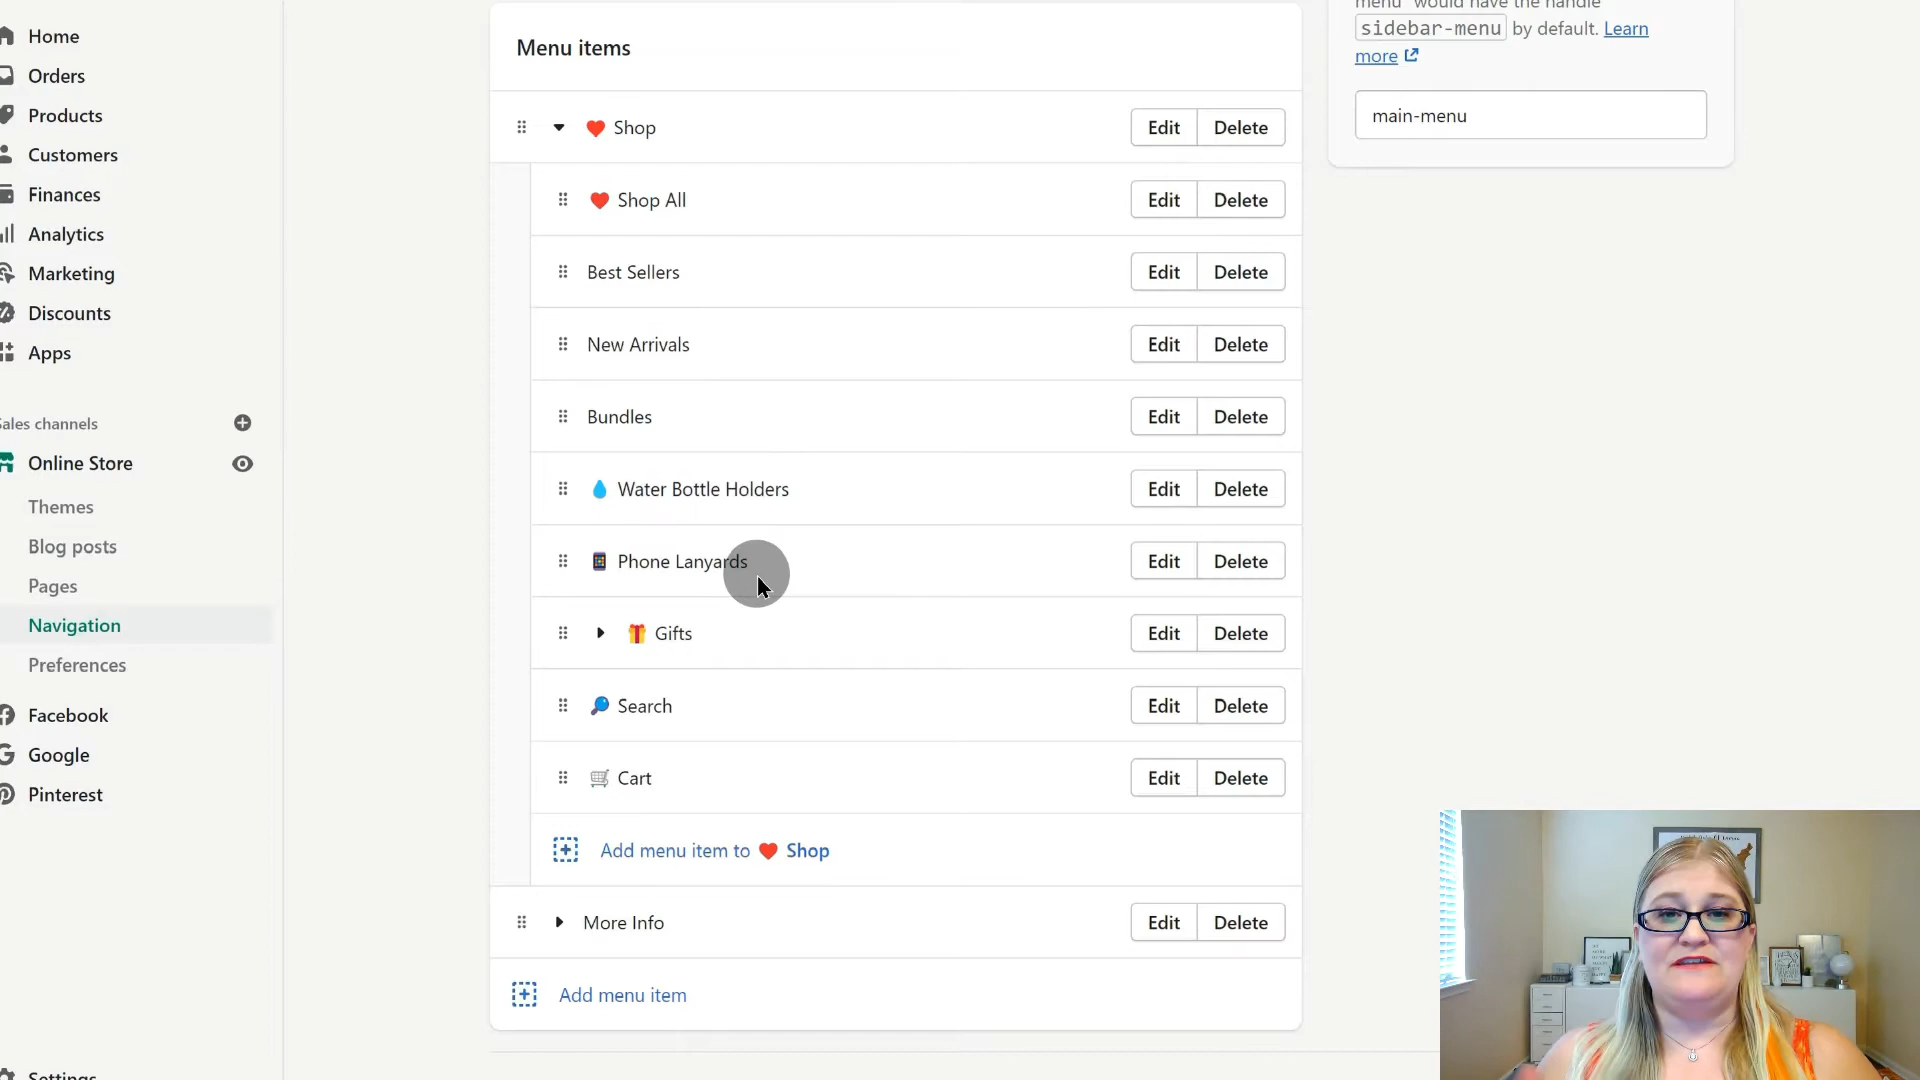 menu" would have the handle
sidebar-menu by default. Learn
more
main-menu
Home
Orders
Products
Customers
Finances
Analytics
Marketing
Discounts
Apps
Sales channels
Online Store
Themes
Blog posts
Pages
Navigation
Preferences
Facebook
Google
Pinterest
Settings
Menu items
Shop Edit Delete
Shop All Edit Delete
Best Sellers Edit Delete
New Arrivals Edit Delete
Bundles Edit Delete
Water Bottle Holders Edit Delete
Phone Lanyards Edit Delete
Gifts Edit Delete
Search Edit Delete
Cart Edit Delete
Add menu item to Shop
More Info Edit Delete
Add menu item